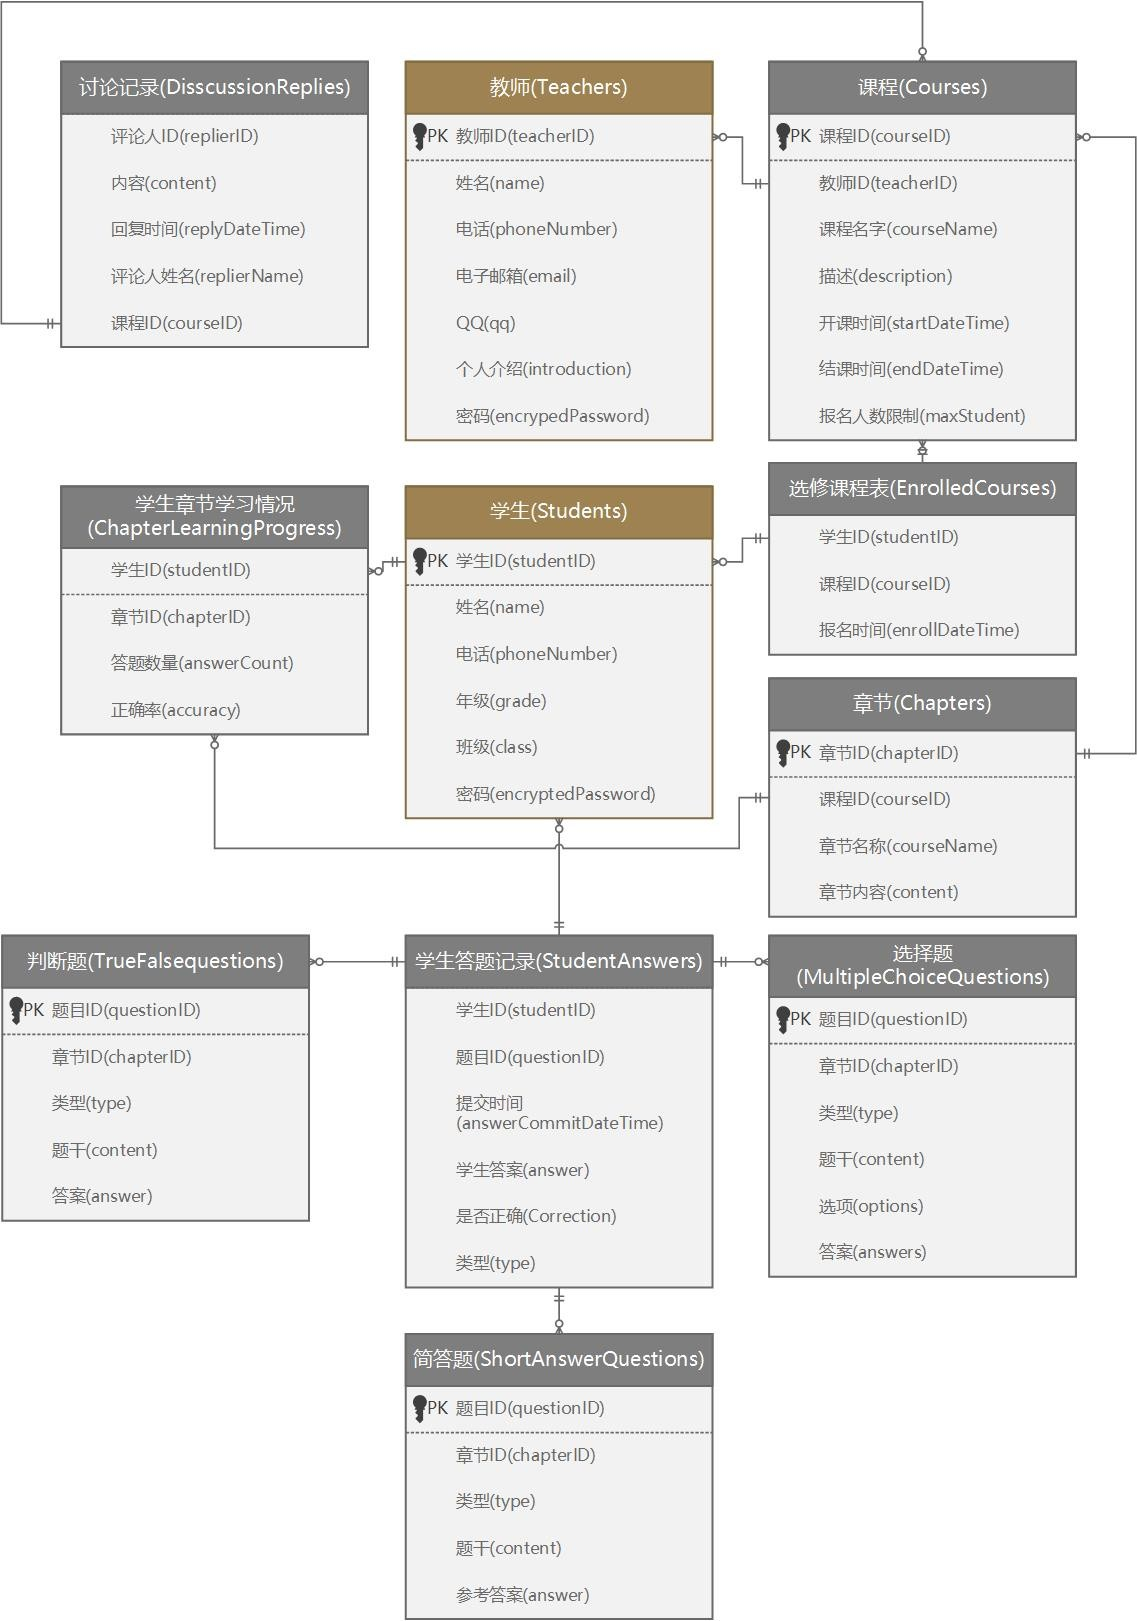 讨论记录(DisscussionReplies)
评论人ID(replierID)
内容(content)
回复时间(replyDateTime)
评论人姓名(replierName)
课程ID(courseID)
教师(Teachers)
PK 教师ID(teacherID)
姓名(name)
电话(phoneNumber)
电子邮箱(email)
QQ(qq)
个人介绍(introduction)
密码(encrypedPassword)
课程(Courses)
PK 课程ID(courseID)
教师ID(teacherID)
课程名字(courseName)
描述(description)
开课时间(startDateTime)
结课时间(endDateTime)
报名人数限制(maxStudent)
学生章节学习情况
(ChapterLearningProgress)
学生ID(studentID)
章节ID(chapterID)
答题数量(answerCount)
正确率(accuracy)
学生(Students)
PK 学生ID(studentID)
姓名(name)
电话(phoneNumber)
年级(grade)
班级(class)
密码(encryptedPassword)
选修课程表(EnrolledCourses)
学生ID(studentID)
课程ID(courseID)
报名时间(enrollDateTime)
章节(Chapters)
PK 章节ID(chapterID)
课程ID(courseID)
章节名称(courseName)
章节内容(content)
判断题(TrueFalsequestions)
PK 题目ID(questionID)
章节ID(chapterID)
类型(type)
题干(content)
答案(answer)
学生答题记录(StudentAnswers)
学生ID(studentID)
题目ID(questionID)
提交时间
(answerCommitDateTime)
学生答案(answer)
是否正确(Correction)
类型(type)
选择题
(MultipleChoiceQuestions)
PK 题目ID(questionID)
章节ID(chapterID)
类型(type)
题干(content)
选项(options)
答案(answers)
简答题(ShortAnswerQuestions)
PK 题目ID(questionID)
章节ID(chapterID)
类型(type)
题干(content)
参考答案(answer)